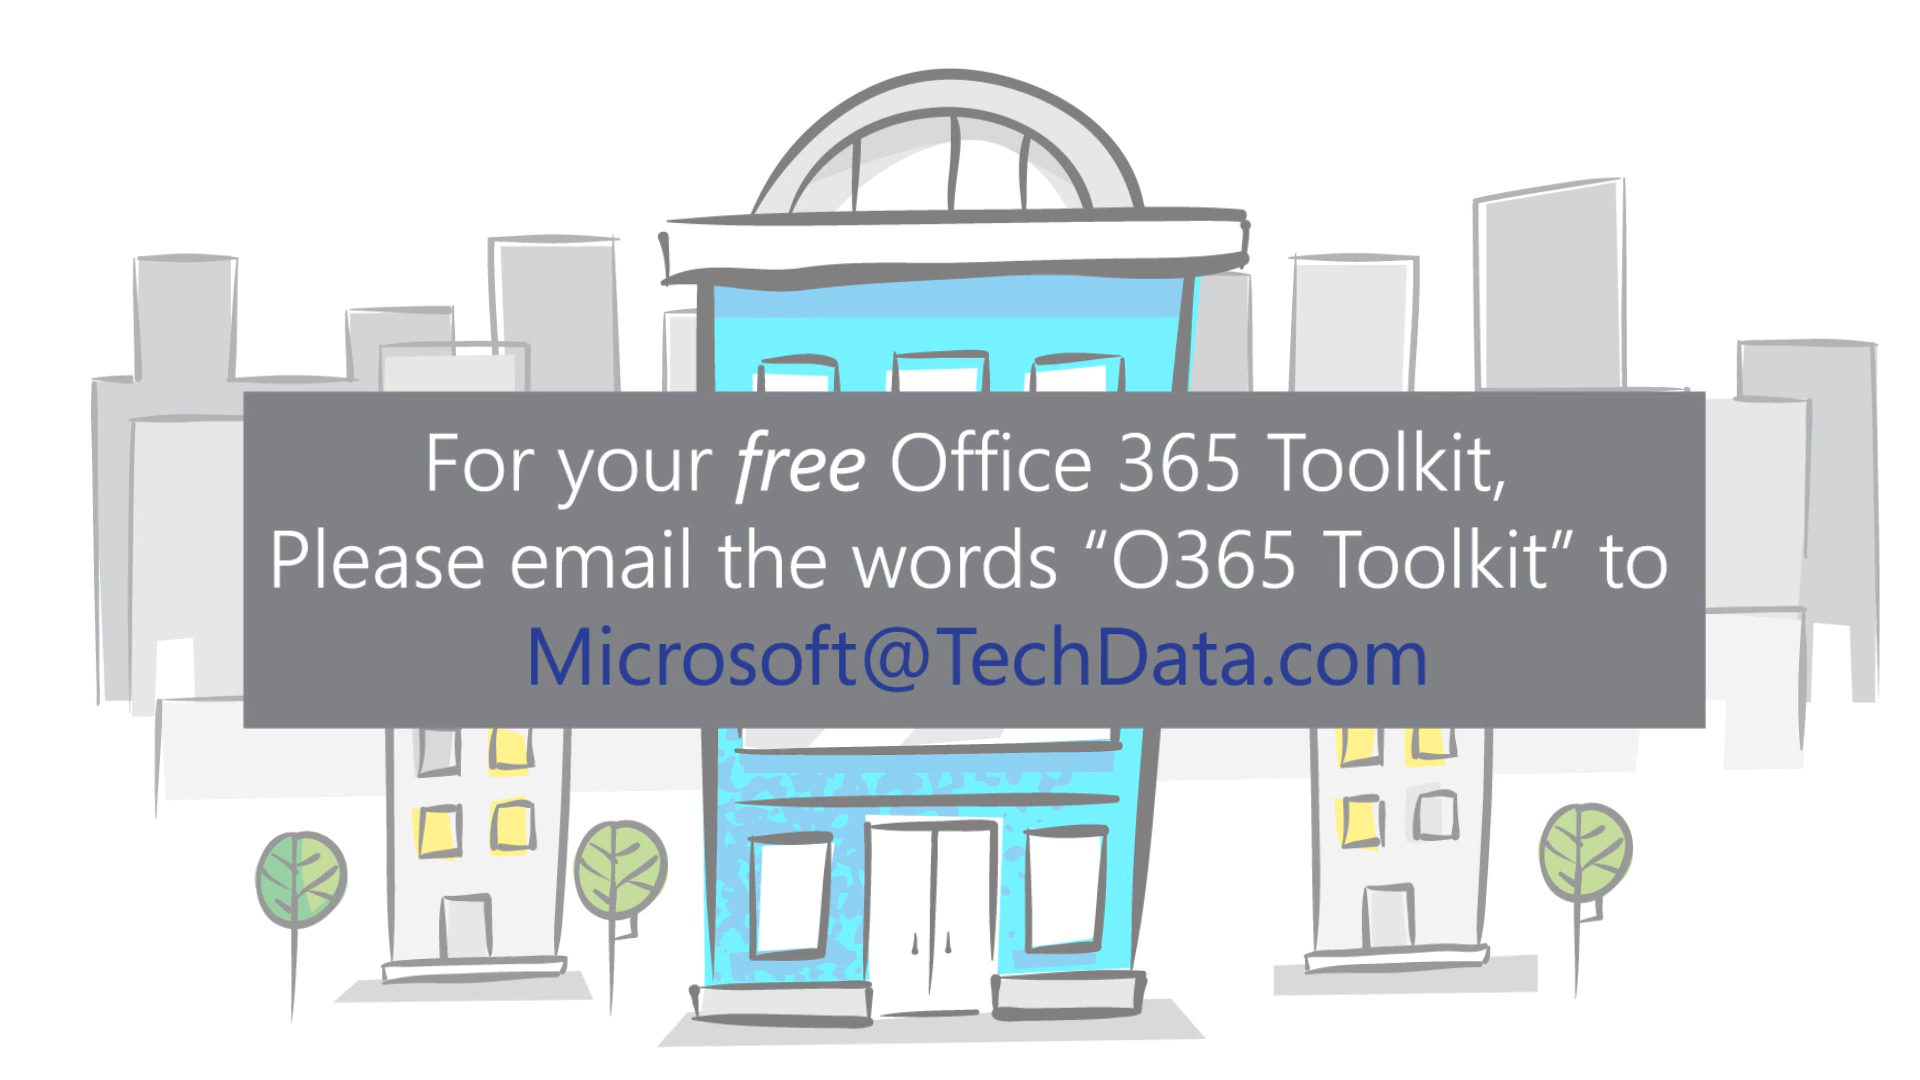 For your free Office 365 Toolkit,
Please email the words “O365 Toolkit” to
Microsoft@TechData.com